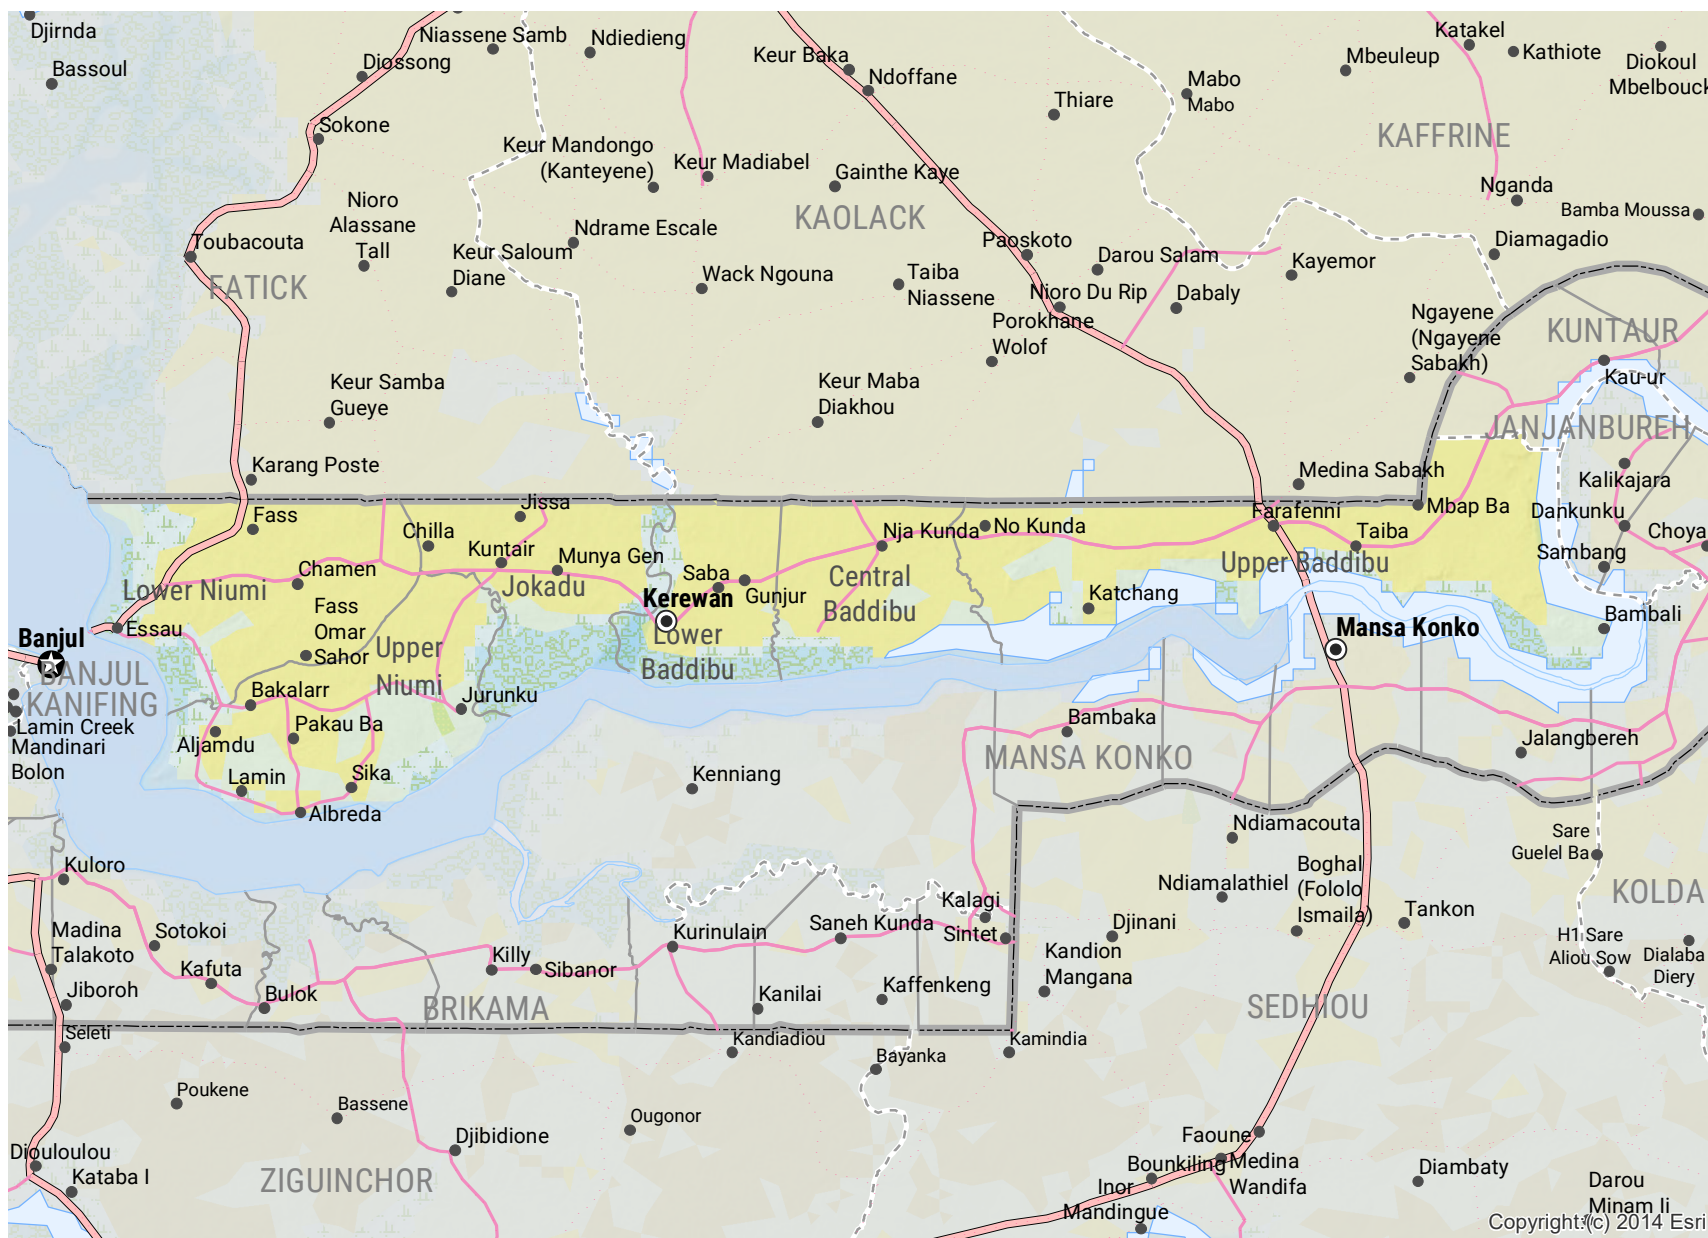 Djirnda
Bassoul
Niassene Samb
Ndiedieng
Diossong
Keur Baka
Ndoffane
Mabo
Mabo
Thiare
Mbeuleup
Katakel
Kathiote
Diokoul
Mbelbouck
KAFFRINE
Sokone
Keur Mandongo
(Kanteyene)
Keur Madiabel
Gainthe Kaye
Nganda
Bamba Moussa
Nioro
Alassane
Tall
KAOLACK
Toubacouta
Ndrame Escale
Keur Saloum
Diane
Wack Ngouna
Taiba
Niassene
Paoskoto
Darou Salam
Kayemor
Diamagadio
FATICK
Nioro Du Rip
Dabaly
Porokhane
Wolof
Ngayene
(Ngayene
Sabakh)
KUNTAUR
Kau-ur
Keur Samba
Gueye
Keur Maba
Diakhou
JANJANBUREH
Karang Poste
Medina Sabakh
Kalikajara
Jissa
Mbap Ba
Fass
Chilla
Nja Kunda
No Kunda
Farafenni
Taiba
Dankunku
Choya
Kuntair
Munya Gen
Upper Baddibu
Sambang
Chamen
Lower Niumi
Jokadu
Saba
Gunjur
Central
Baddibu
Katchang
Kerewan
Fass
Omar
Sahor
Lower
Baddibu
Bambali
Essau
Mansa Konko
Banjul
BANJUL
KANIFING
Upper
Niumi
Bakalarr
Jurunku
Lamin Creek
Mandinari
Bolon
Aljamdu
Pakau Ba
Bambaka
Jalangbereh
MANSA KONKO
Lamin
Sika
Kenniang
Albreda
Ndiamacouta
Sare
Guelel Ba
Kuloro
Ndiamalathiel
Boghal
(Fololo
Ismaila)
KOLDA
Kalagi
Tankon
Madina
Talakoto
Sotokoi
Kurinulain
Saneh Kunda
Sintet
Djinani
H1 Sare
Aliou Sow
Dialaba
Diery
Kafuta
Killy
Sibanor
Kandion
Mangana
Jiboroh
Bulok
BRIKAMA
Kanilai
Kaffenkeng
SEDHIOU
Seleti
Kandiadiou
Bayanka
Kamindia
Poukene
Bassene
Ougonor
Djibidione
Faoune
Diouloulou
Kataba I
ZIGUINCHOR
Bounkiling
Medina
Wandifa
Diambaty
Inor
Mandingue
Darou
Minam Ii
Copyright:(c) 2014 Esri